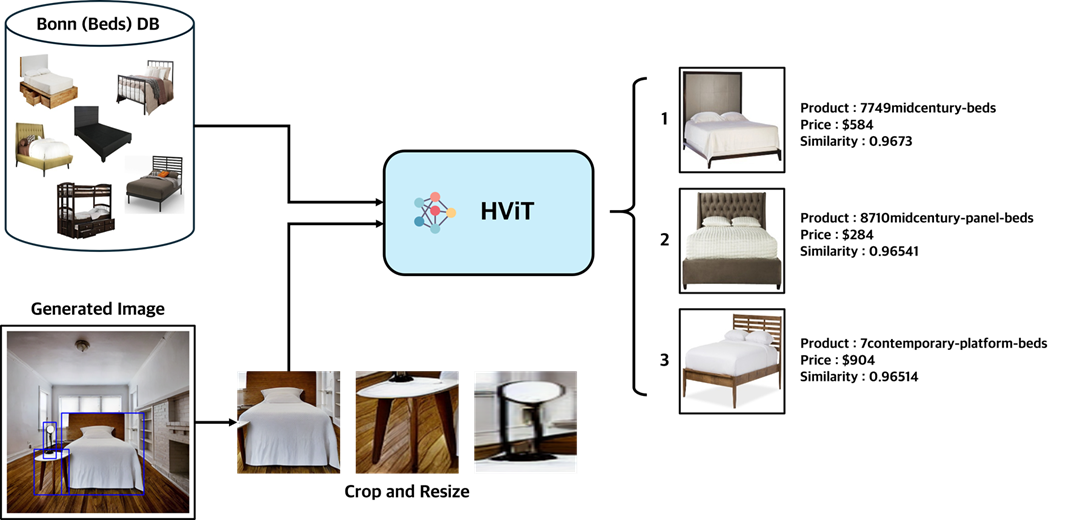 Bonn (Beds) DB
Generated Image
Crop and Resize
HViT
1
Product : 7749midcentury-beds
Price : $584
Similarity : 0.9673
2
Product : 8710midcentury-panel-beds
Price : $284
Similarity : 0.96541
3
Product : 7contemporary-platform-beds
Price : $904
Similarity : 0.96514